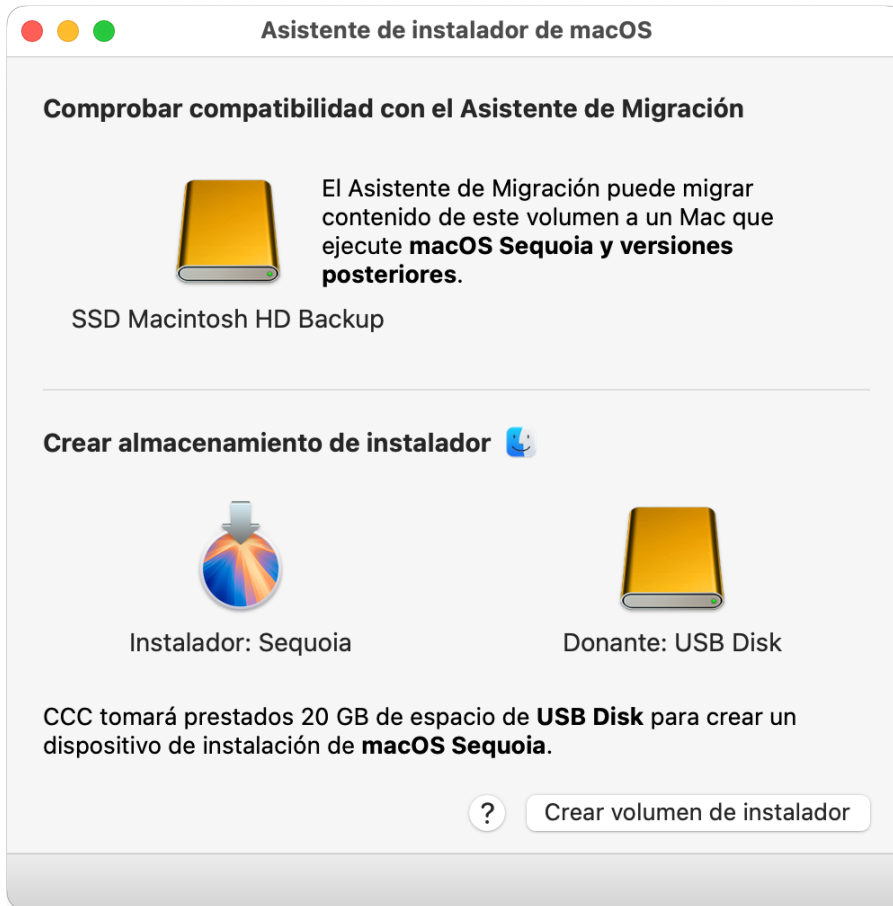 Asistente de instalador de macOS
Comprobar compatibilidad con el Asistente de Migración
El Asistente de Migración puede migrar
contenido de este volumen a un Mac que
ejecute macOS Sequoia y versiones
posteriores.
SSD Macintosh HD Backup
Crear almacenamiento de instalador
Instalador: Sequoia
Donante: USB Disk
CCC tomará prestados 20 GB de espacio de USB Disk para crear un
dispositivo de instalación de macOS Sequoia.
?
Crear volumen de instalador